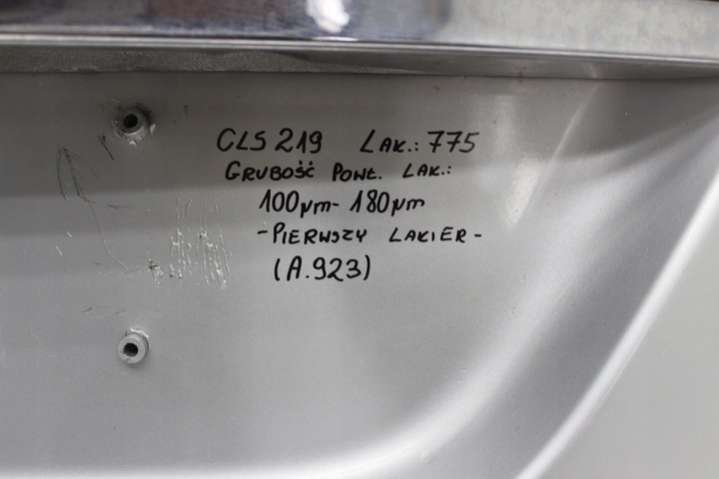 CLS 219 LAK.: 775
GRUBOŚĆ POWŁ. LAK.:
100µm - 180µm
- PIERWSZY LAKIER -
(A.923)